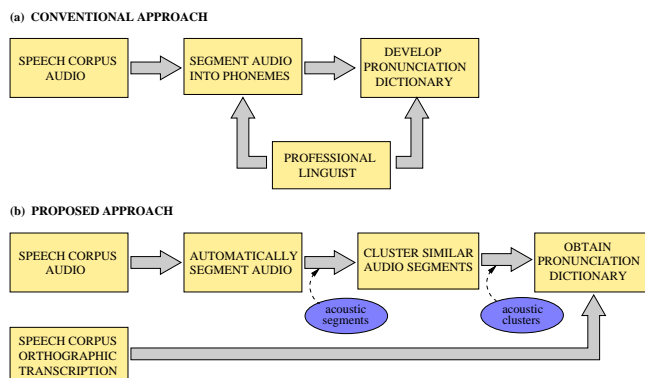 (a) CONVENTIONAL APPROACH
SPEECH CORPUS
AUDIO
SEGMENT AUDIO
INTO PHONEMES
DEVELOP
PRONUNCIATION
DICTIONARY
PROFESSIONAL
LINGUIST
(b) PROPOSED APPROACH
SPEECH CORPUS
AUDIO
AUTOMATICALLY
SEGMENT AUDIO
CLUSTER SIMILAR
AUDIO SEGMENTS
OBTAIN
PRONUNCIATION
DICTIONARY
acoustic
segments
acoustic
clusters
SPEECH CORPUS
ORTHOGRAPHIC
TRANSCRIPTION